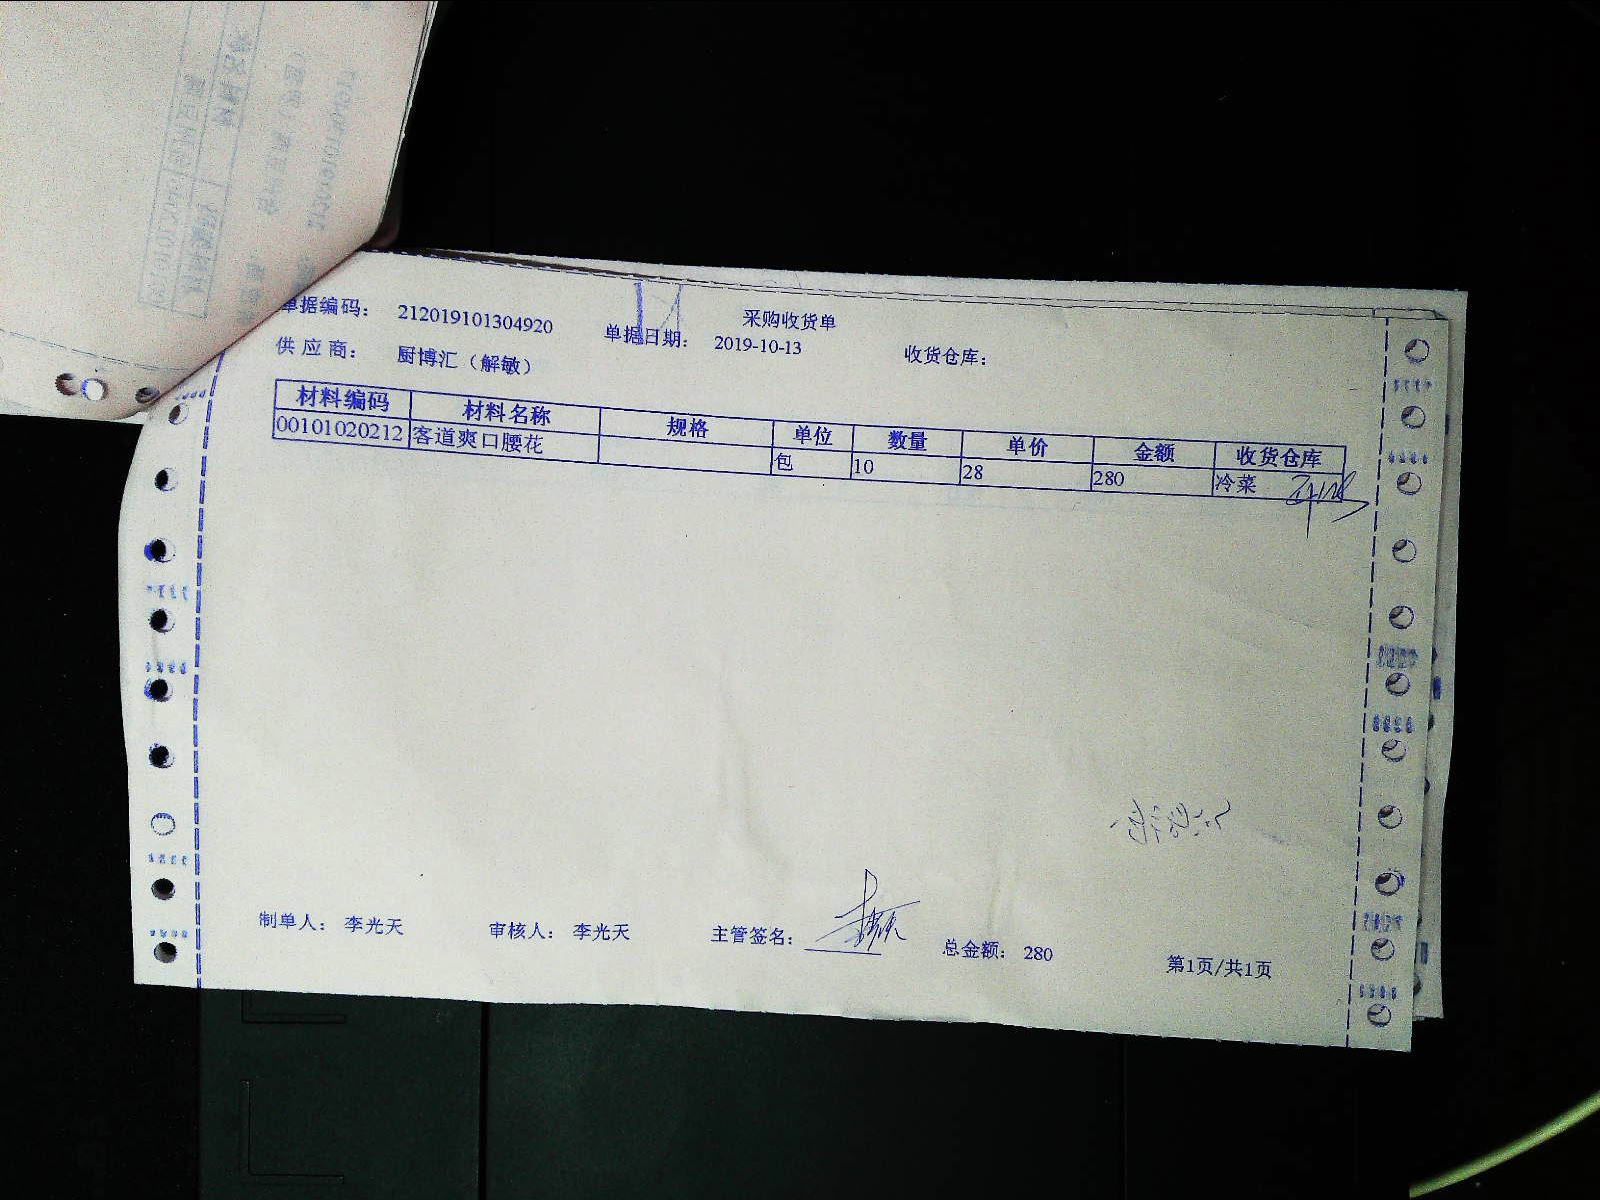 采购收货单
单据编码： 212019101304920 单据日期： 2019-10-13 收货仓库：
供应商： 厨博汇（解敏）
材料编码 材料名称 规格 单位 数量 单价 金额 收货仓库
00101020212 客道爽口腰花 包 10 28 280 冷菜
制单人： 李光天 审核人： 李光天 主管签名： 总金额： 280 第1页/共1页